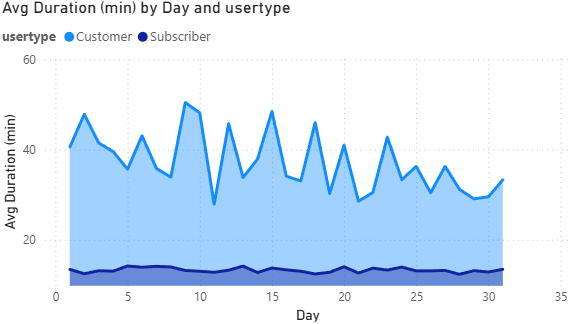 Avg Duration (min) by Day and usertype
usertype Customer Subscriber
60
40
20
Avg Duration (min)
0 5 10 15 20 25 30 35
Day